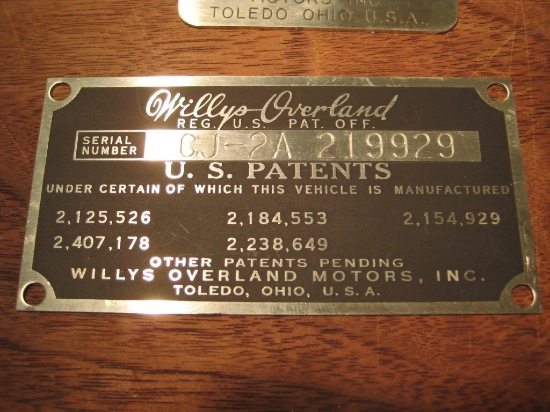 MOTORS INC
TOLEDO OHIO U.S.A.
Willys-Overland
REG. U.S. PAT. OFF.
SERIAL NUMBER CJ-2A 219929
U. S. PATENTS
UNDER CERTAIN OF WHICH THIS VEHICLE IS MANUFACTURED
2,125,526 2,184,553 2,154,929
2,407,178 2,238,649
OTHER PATENTS PENDING
WILLYS OVERLAND MOTORS, INC.
TOLEDO, OHIO, U.S.A.